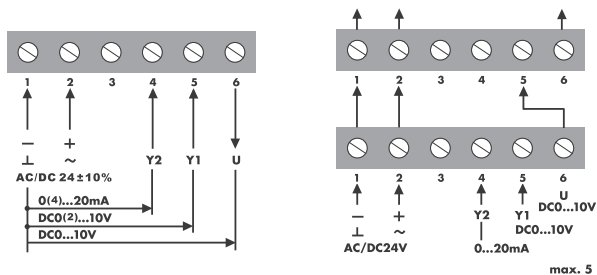 1 2 3 4 5 6
− +
⊥ ~ Y2 Y1 U
AC/DC 24±10%
0(4)...20mA
DC0(2)...10V
DC0...10V
1 2 3 4 5 6
1 2 3 4 5 6
− + Y2 Y1 U
DC0...10V
⊥ ~ DC0...10V
AC/DC24V 0...20mA
max. 5